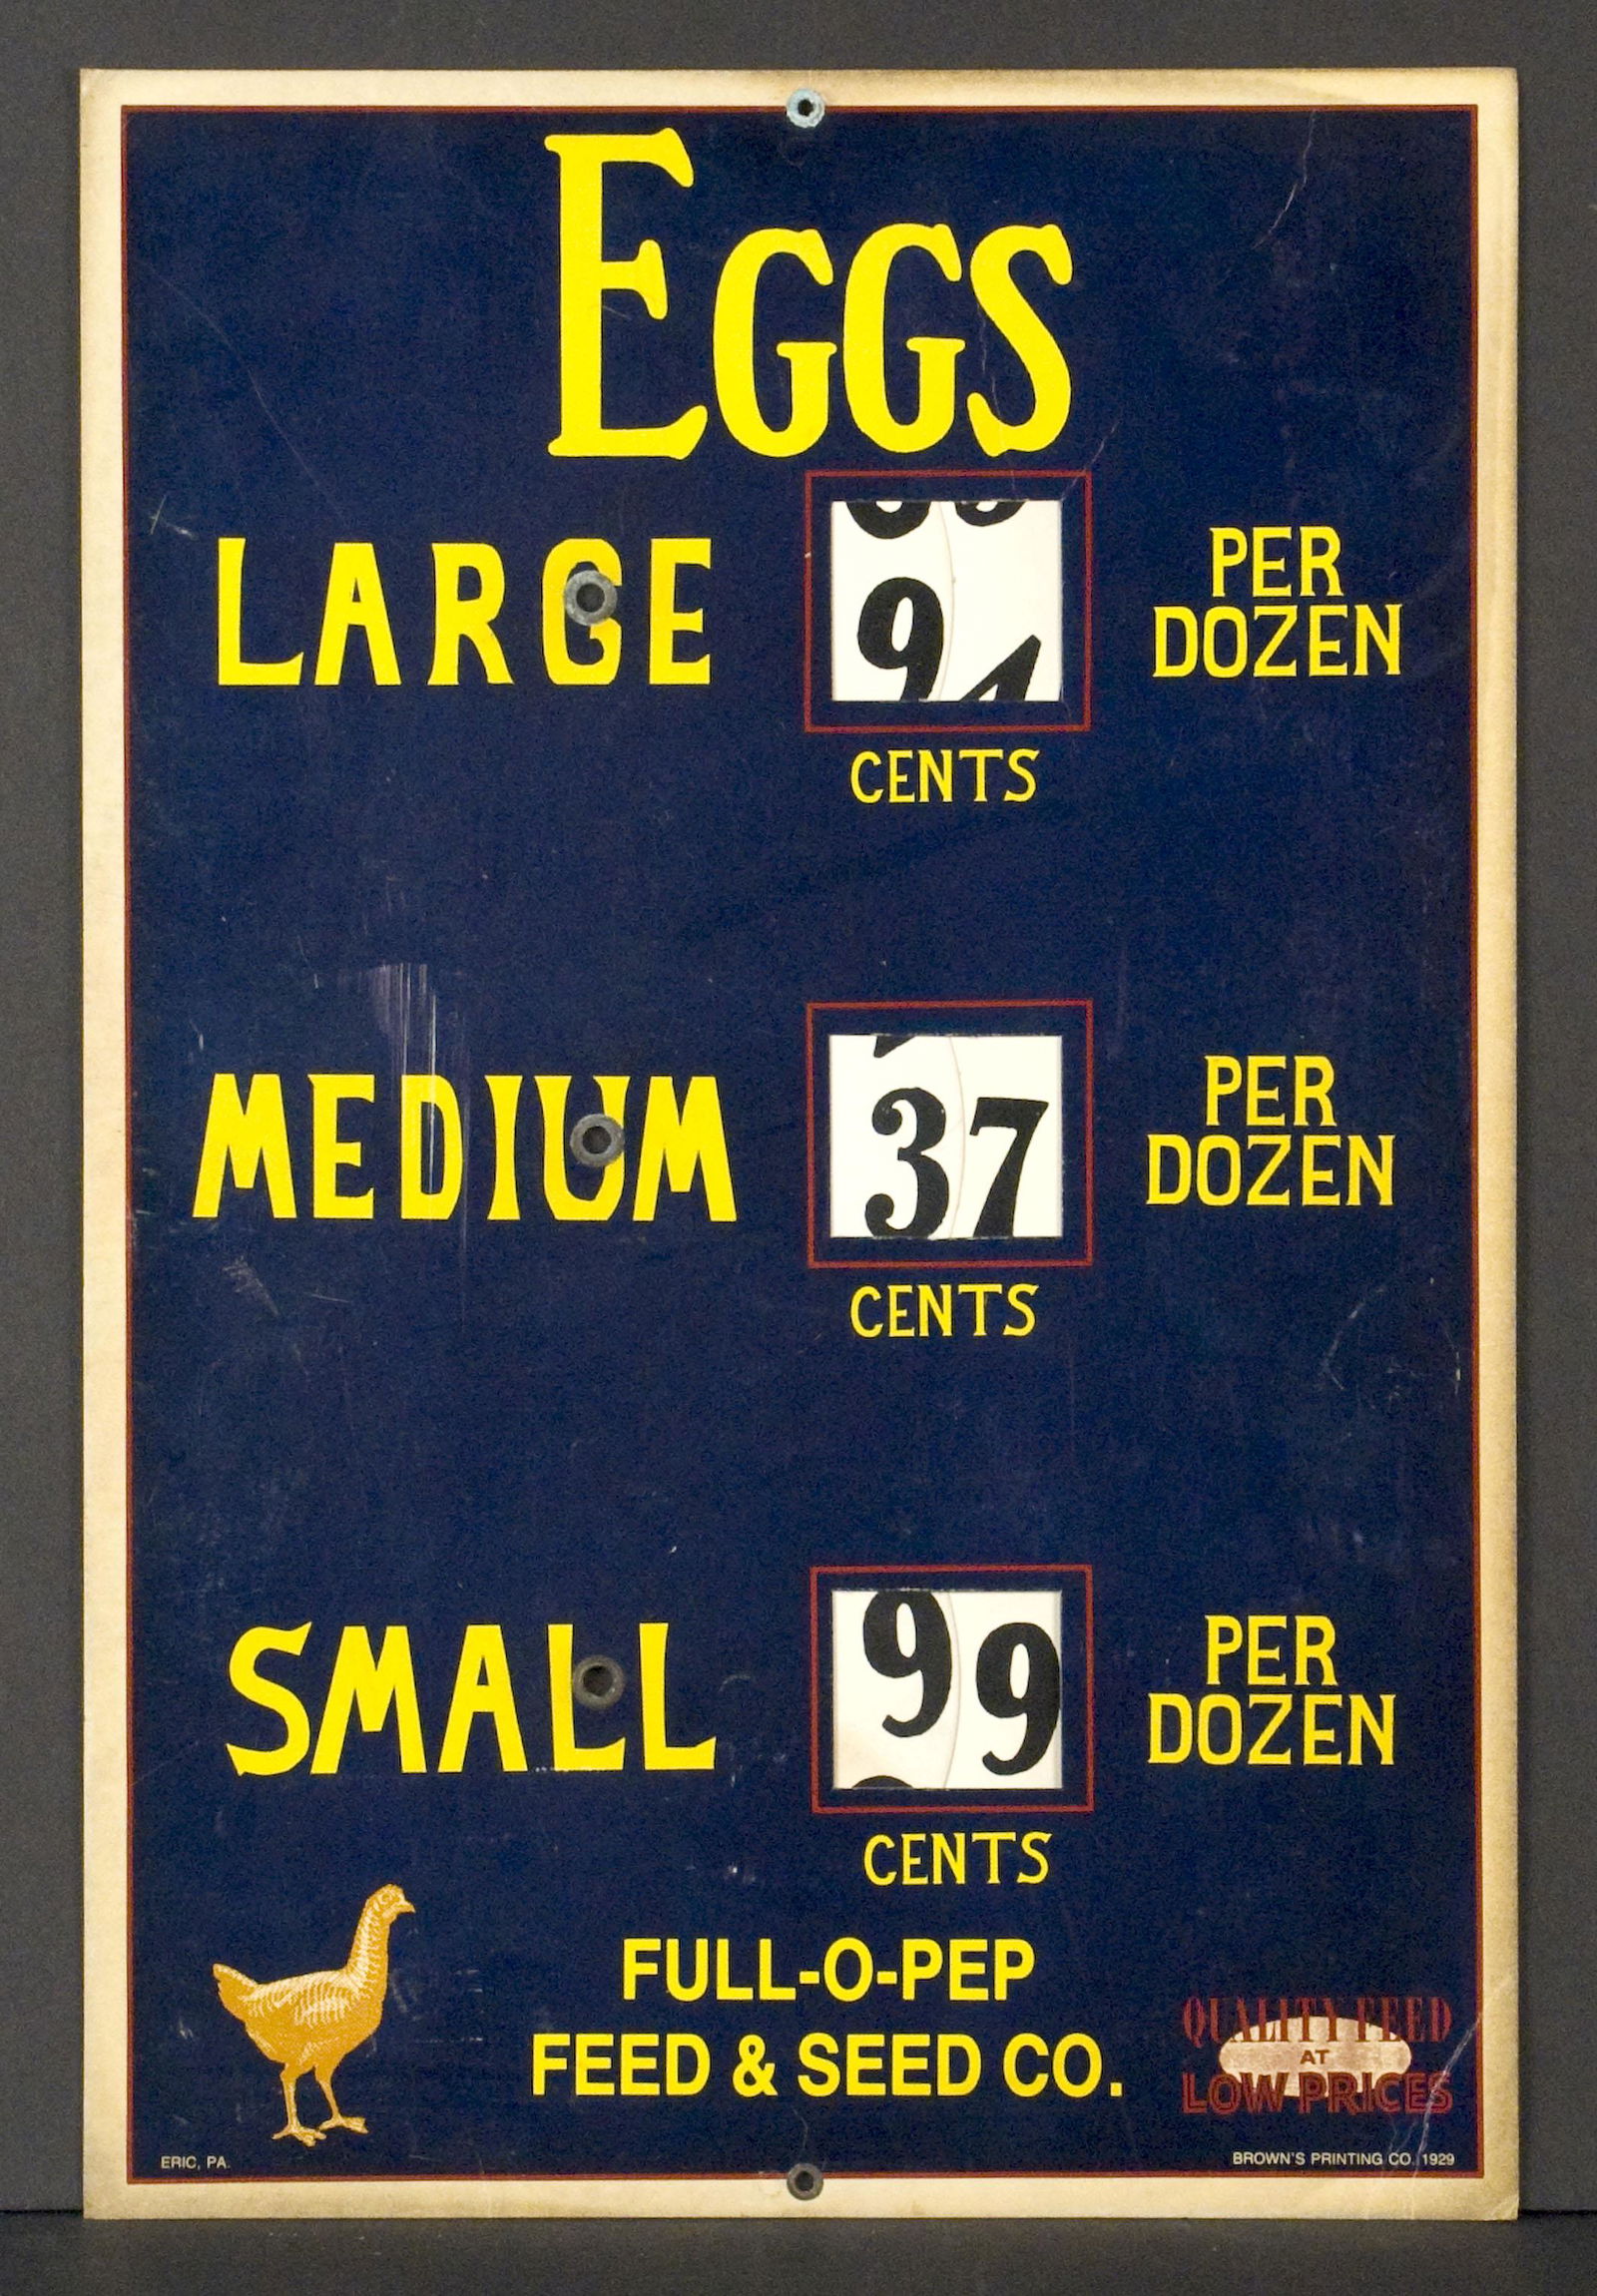 EGGS
LARGE 94 PER
DOZEN
CENTS
MEDIUM 37 PER
DOZEN
CENTS
SMALL 99 PER
DOZEN
CENTS
FULL-O-PEP
FEED & SEED CO.
QUALITY FEED
AT
LOW PRICES
ERIC, PA.
BROWN'S PRINTING CO. 1929